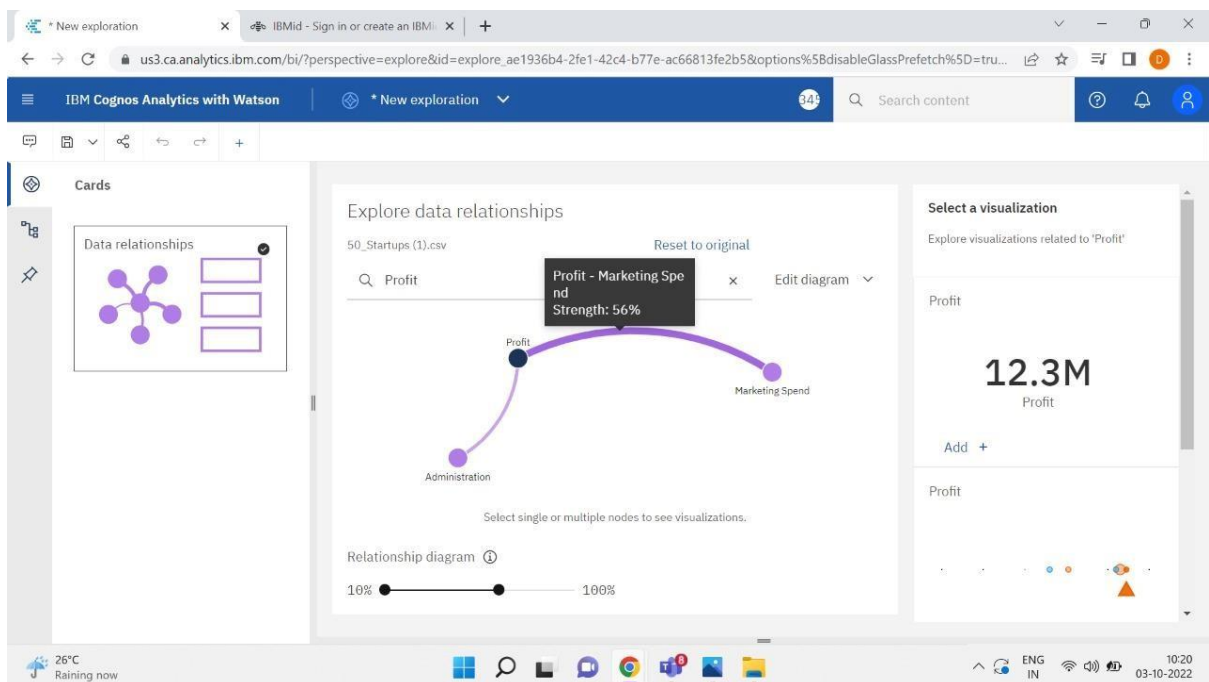 * New exploration
IBMid - Sign in or create an IBMi
us3.ca.analytics.ibm.com/bi/?perspective=explore&id=explore_ae1936b4-2fe1-42c4-b77e-ac66813fe2b5&options%5BdisableGlassPrefetch%5D=tru...
D
IBM Cognos Analytics with Watson
* New exploration
345
Search content
Cards
Data relationships
Explore data relationships
50_Startups (1).csv
Reset to original
Profit
Edit diagram
Profit - Marketing Spe
nd
Strength: 56%
Profit
Marketing Spend
Administration
Select single or multiple nodes to see visualizations.
Relationship diagram
10%
100%
Select a visualization
Explore visualizations related to 'Profit'
Profit
12.3M
Profit
Add +
Profit
26°C
Raining now
8
ENG
IN
10:20
03-10-2022